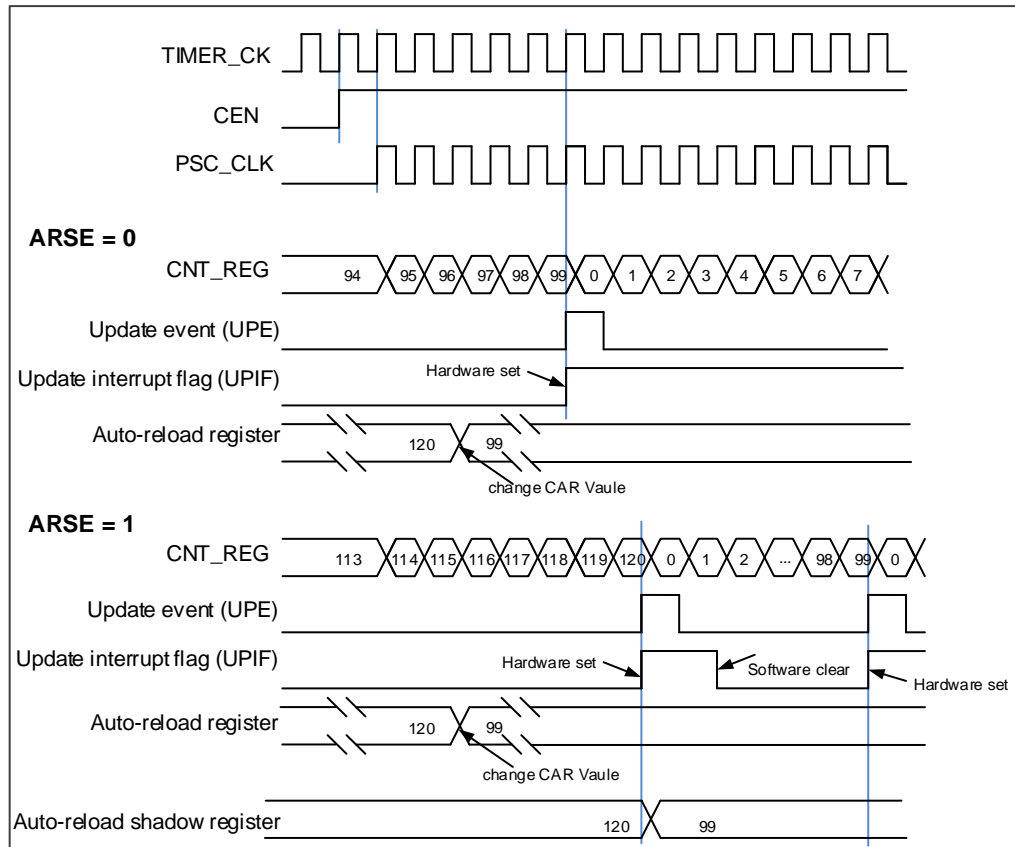 TIMER_CK
CEN
PSC_CLK
ARSE = 0
CNT_REG 94 95 96 97 98 99 0 1 2 3 4 5 6 7
Update event (UPE)
Update interrupt flag (UPIF) Hardware set
Auto-reload register 120 99
change CAR Vaule
ARSE = 1
CNT_REG 113 114 115 116 117 118 119 120 0 1 2 ... 98 99 0
Update event (UPE)
Update interrupt flag (UPIF) Hardware set Software clear Hardware set
Auto-reload register 120 99
change CAR Vaule
Auto-reload shadow register 120 99